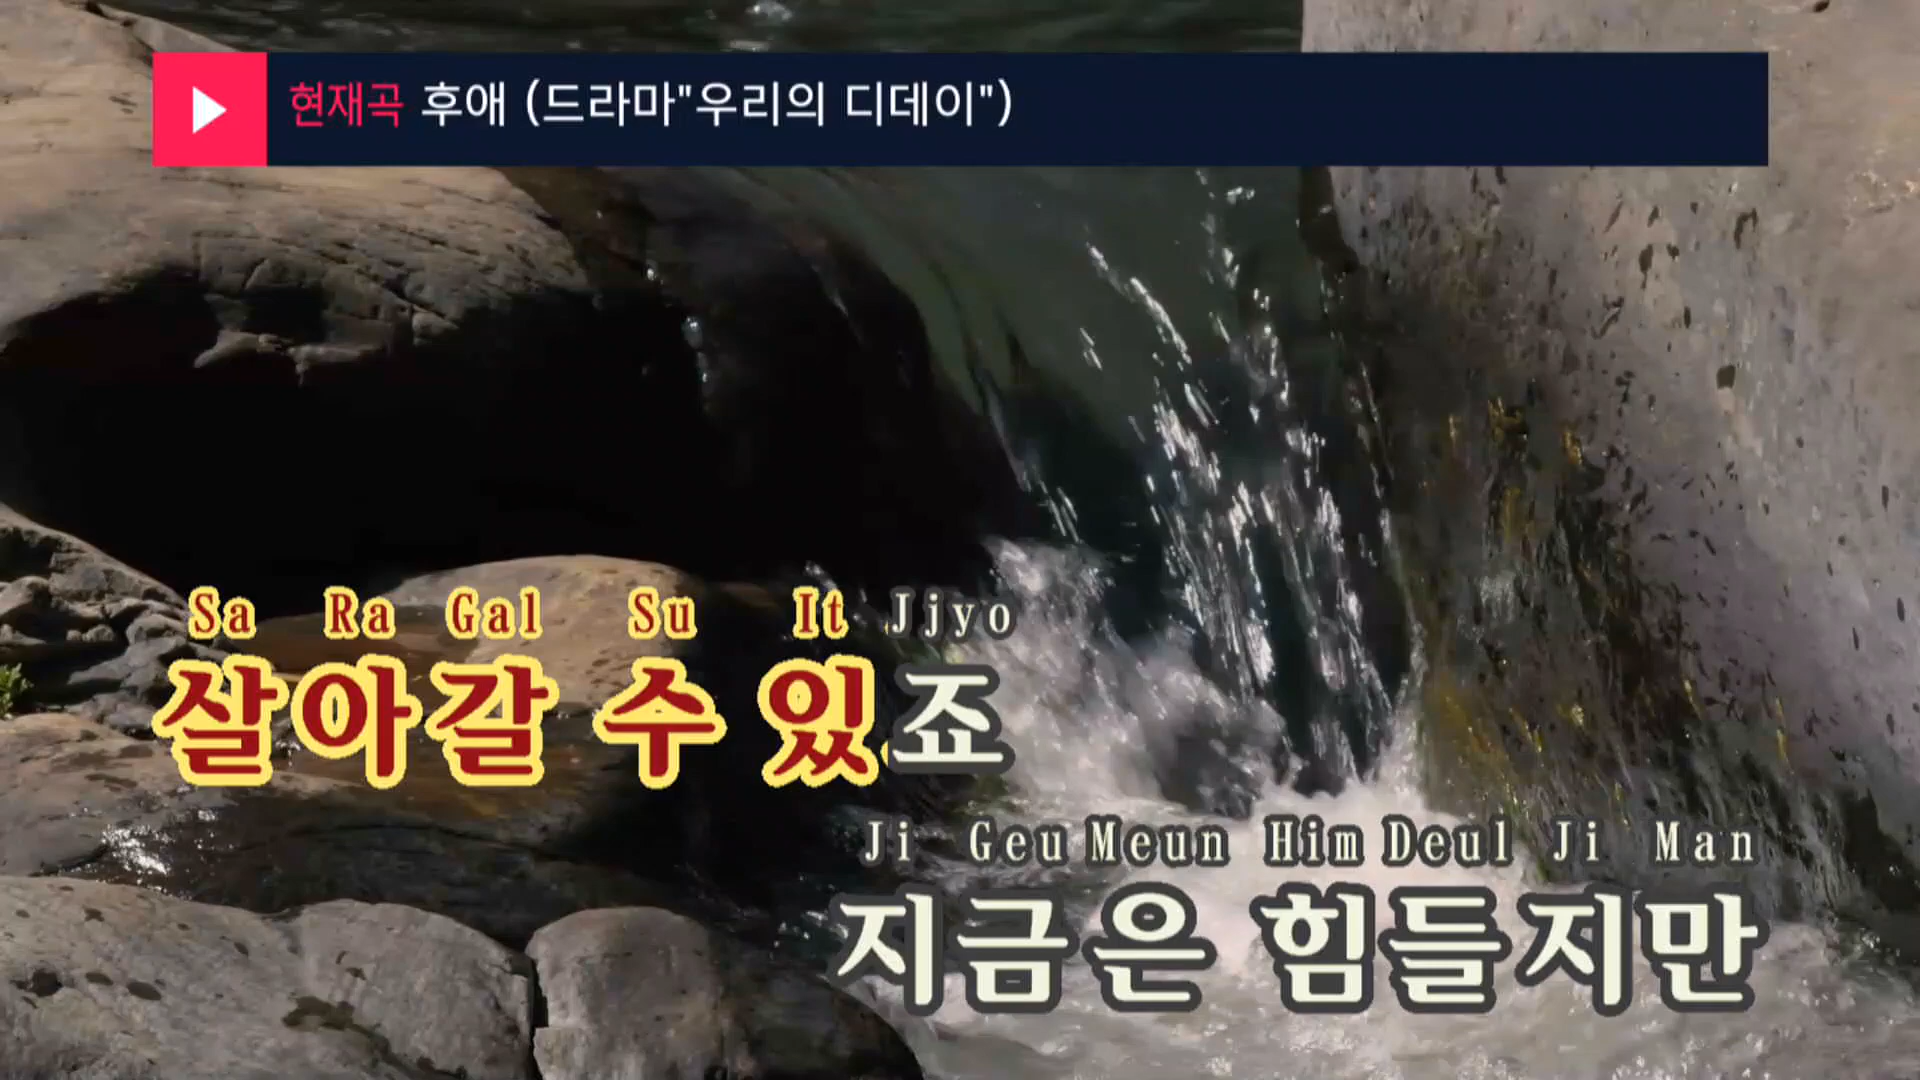 현재곡 후애 (드라마"우리의 디데이")
Sa Ra Gal Su It Jjyo
살아갈 수 있죠
Ji Geu Meun Him Deul Ji Man
지금은 힘들지만